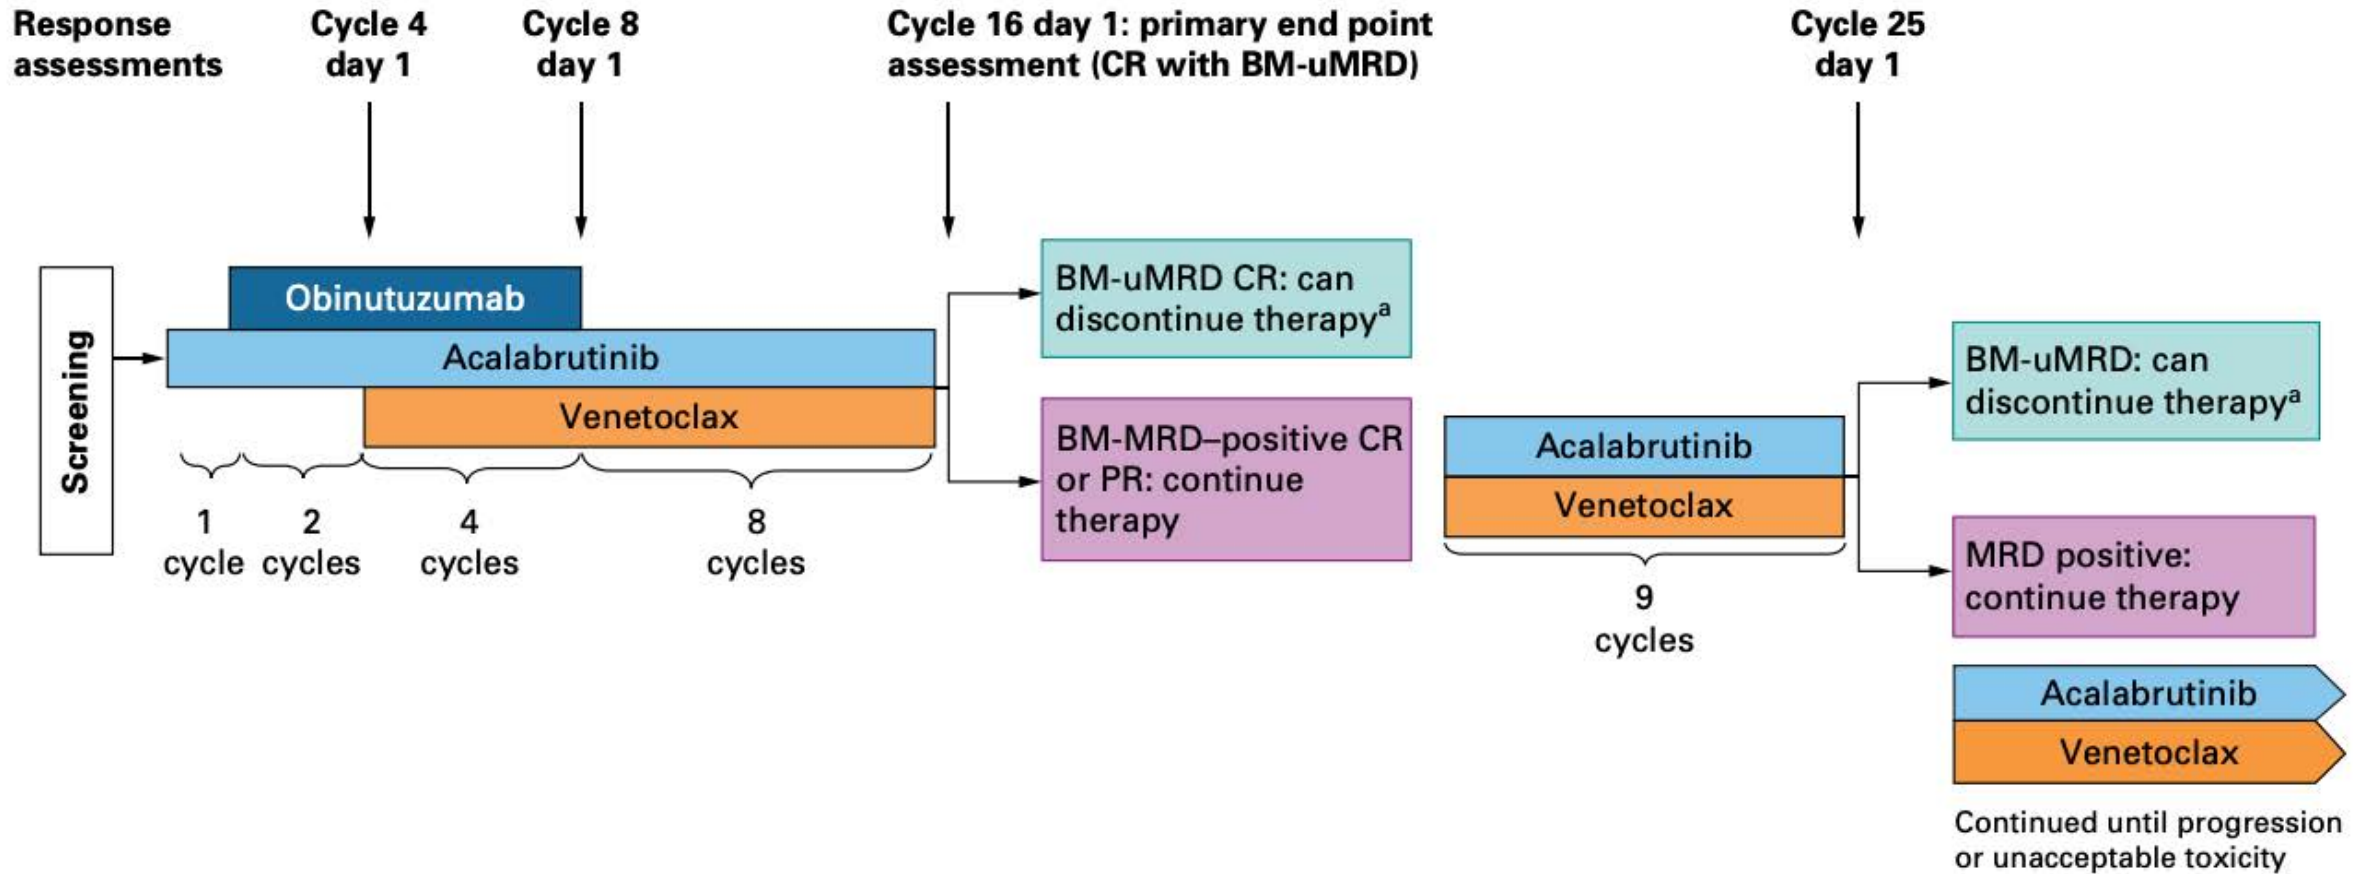 Response
assessments
Cycle 4
day 1
Cycle 8
day 1
Cycle 16 day 1: primary end point
assessment (CR with BM-uMRD)
Cycle 25
day 1
Screening
Obinutuzumab
Acalabrutinib
Venetoclax
1
cycle
2
cycles
4
cycles
8
cycles
BM-uMRD CR: can
discontinue therapyᵃ
BM-MRD–positive CR
or PR: continue
therapy
Acalabrutinib
Venetoclax
9
cycles
BM-uMRD: can
discontinue therapyᵃ
MRD positive:
continue therapy
Acalabrutinib
Venetoclax
Continued until progression
or unacceptable toxicity